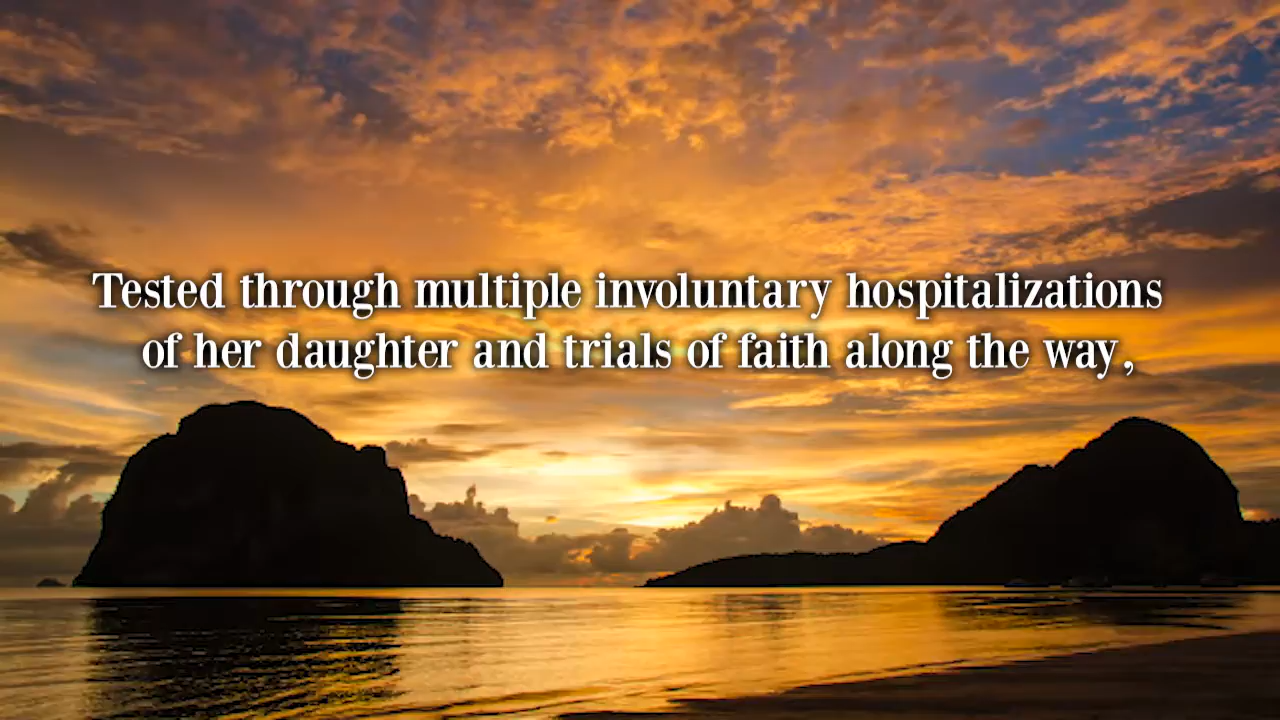 Tested through multiple involuntary hospitalizations
of her daughter and trials of faith along the way,